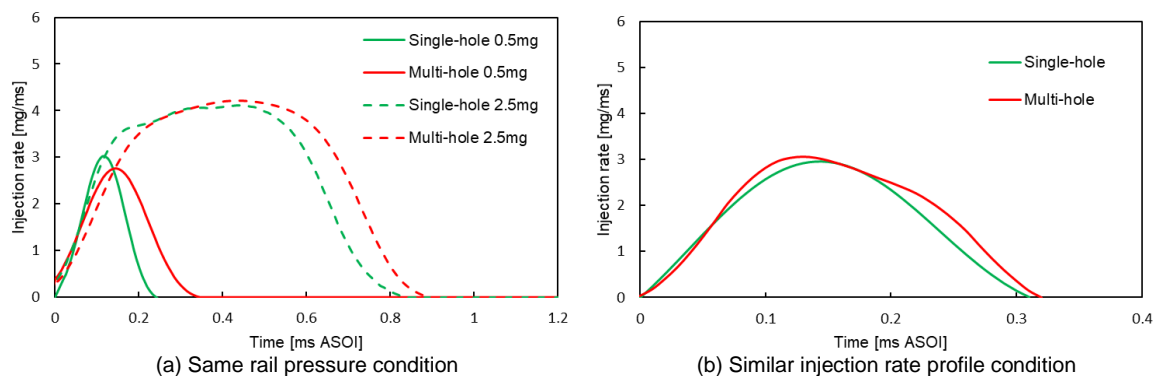 6
5
4
3
2
1
0
Injection rate [mg/ms]
Single-hole 0.5mg
Multi-hole 0.5mg
Single-hole 2.5mg
Multi-hole 2.5mg
0 0.2 0.4 0.6 0.8 1 1.2
Time [ms ASOI]
(a) Same rail pressure condition
6
5
4
3
2
1
0
Injection rate [mg/ms]
Single-hole
Multi-hole
0 0.1 0.2 0.3 0.4
Time [ms ASOI]
(b) Similar injection rate profile condition